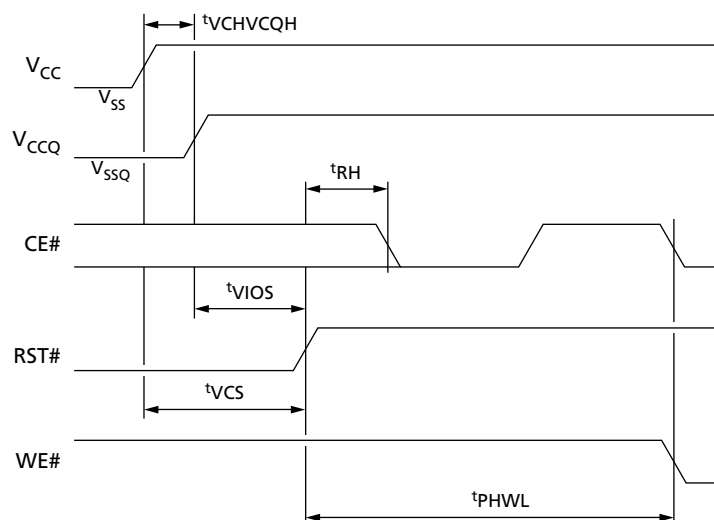 tVCHVCQH
VCC
VSS
VCCQ
VSSQ
tRH
CE#
tVIOS
RST#
tVCS
WE#
tPHWL